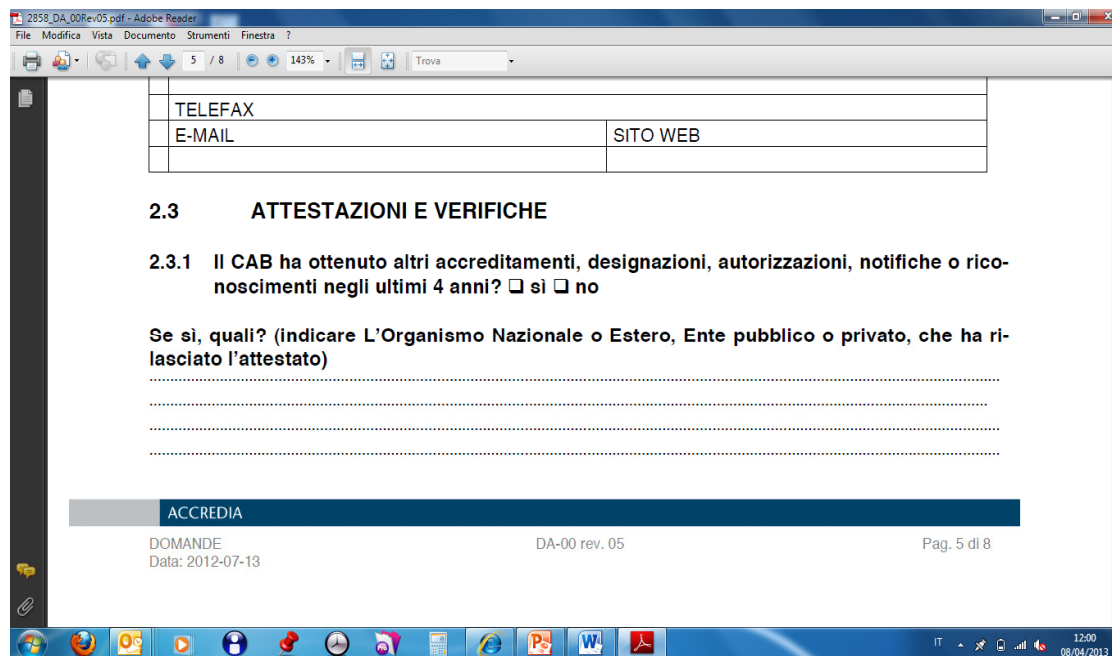 2858_DA_00Rev05.pdf - Adobe Reader
File Modifica Vista Documento Strumenti Finestra ?
5 / 8 143% Trova
TELEFAX
E-MAIL SITO WEB
2.3 ATTESTAZIONI E VERIFICHE
2.3.1 Il CAB ha ottenuto altri accreditamenti, designazioni, autorizzazioni, notifiche o rico-
noscimenti negli ultimi 4 anni? ❑ sì ❑ no
Se sì, quali? (indicare L'Organismo Nazionale o Estero, Ente pubblico o privato, che ha ri-
lasciato l'attestato)
ACCREDIA
DOMANDE DA-00 rev. 05 Pag. 5 di 8
Data: 2012-07-13
IT 12:00
08/04/2013